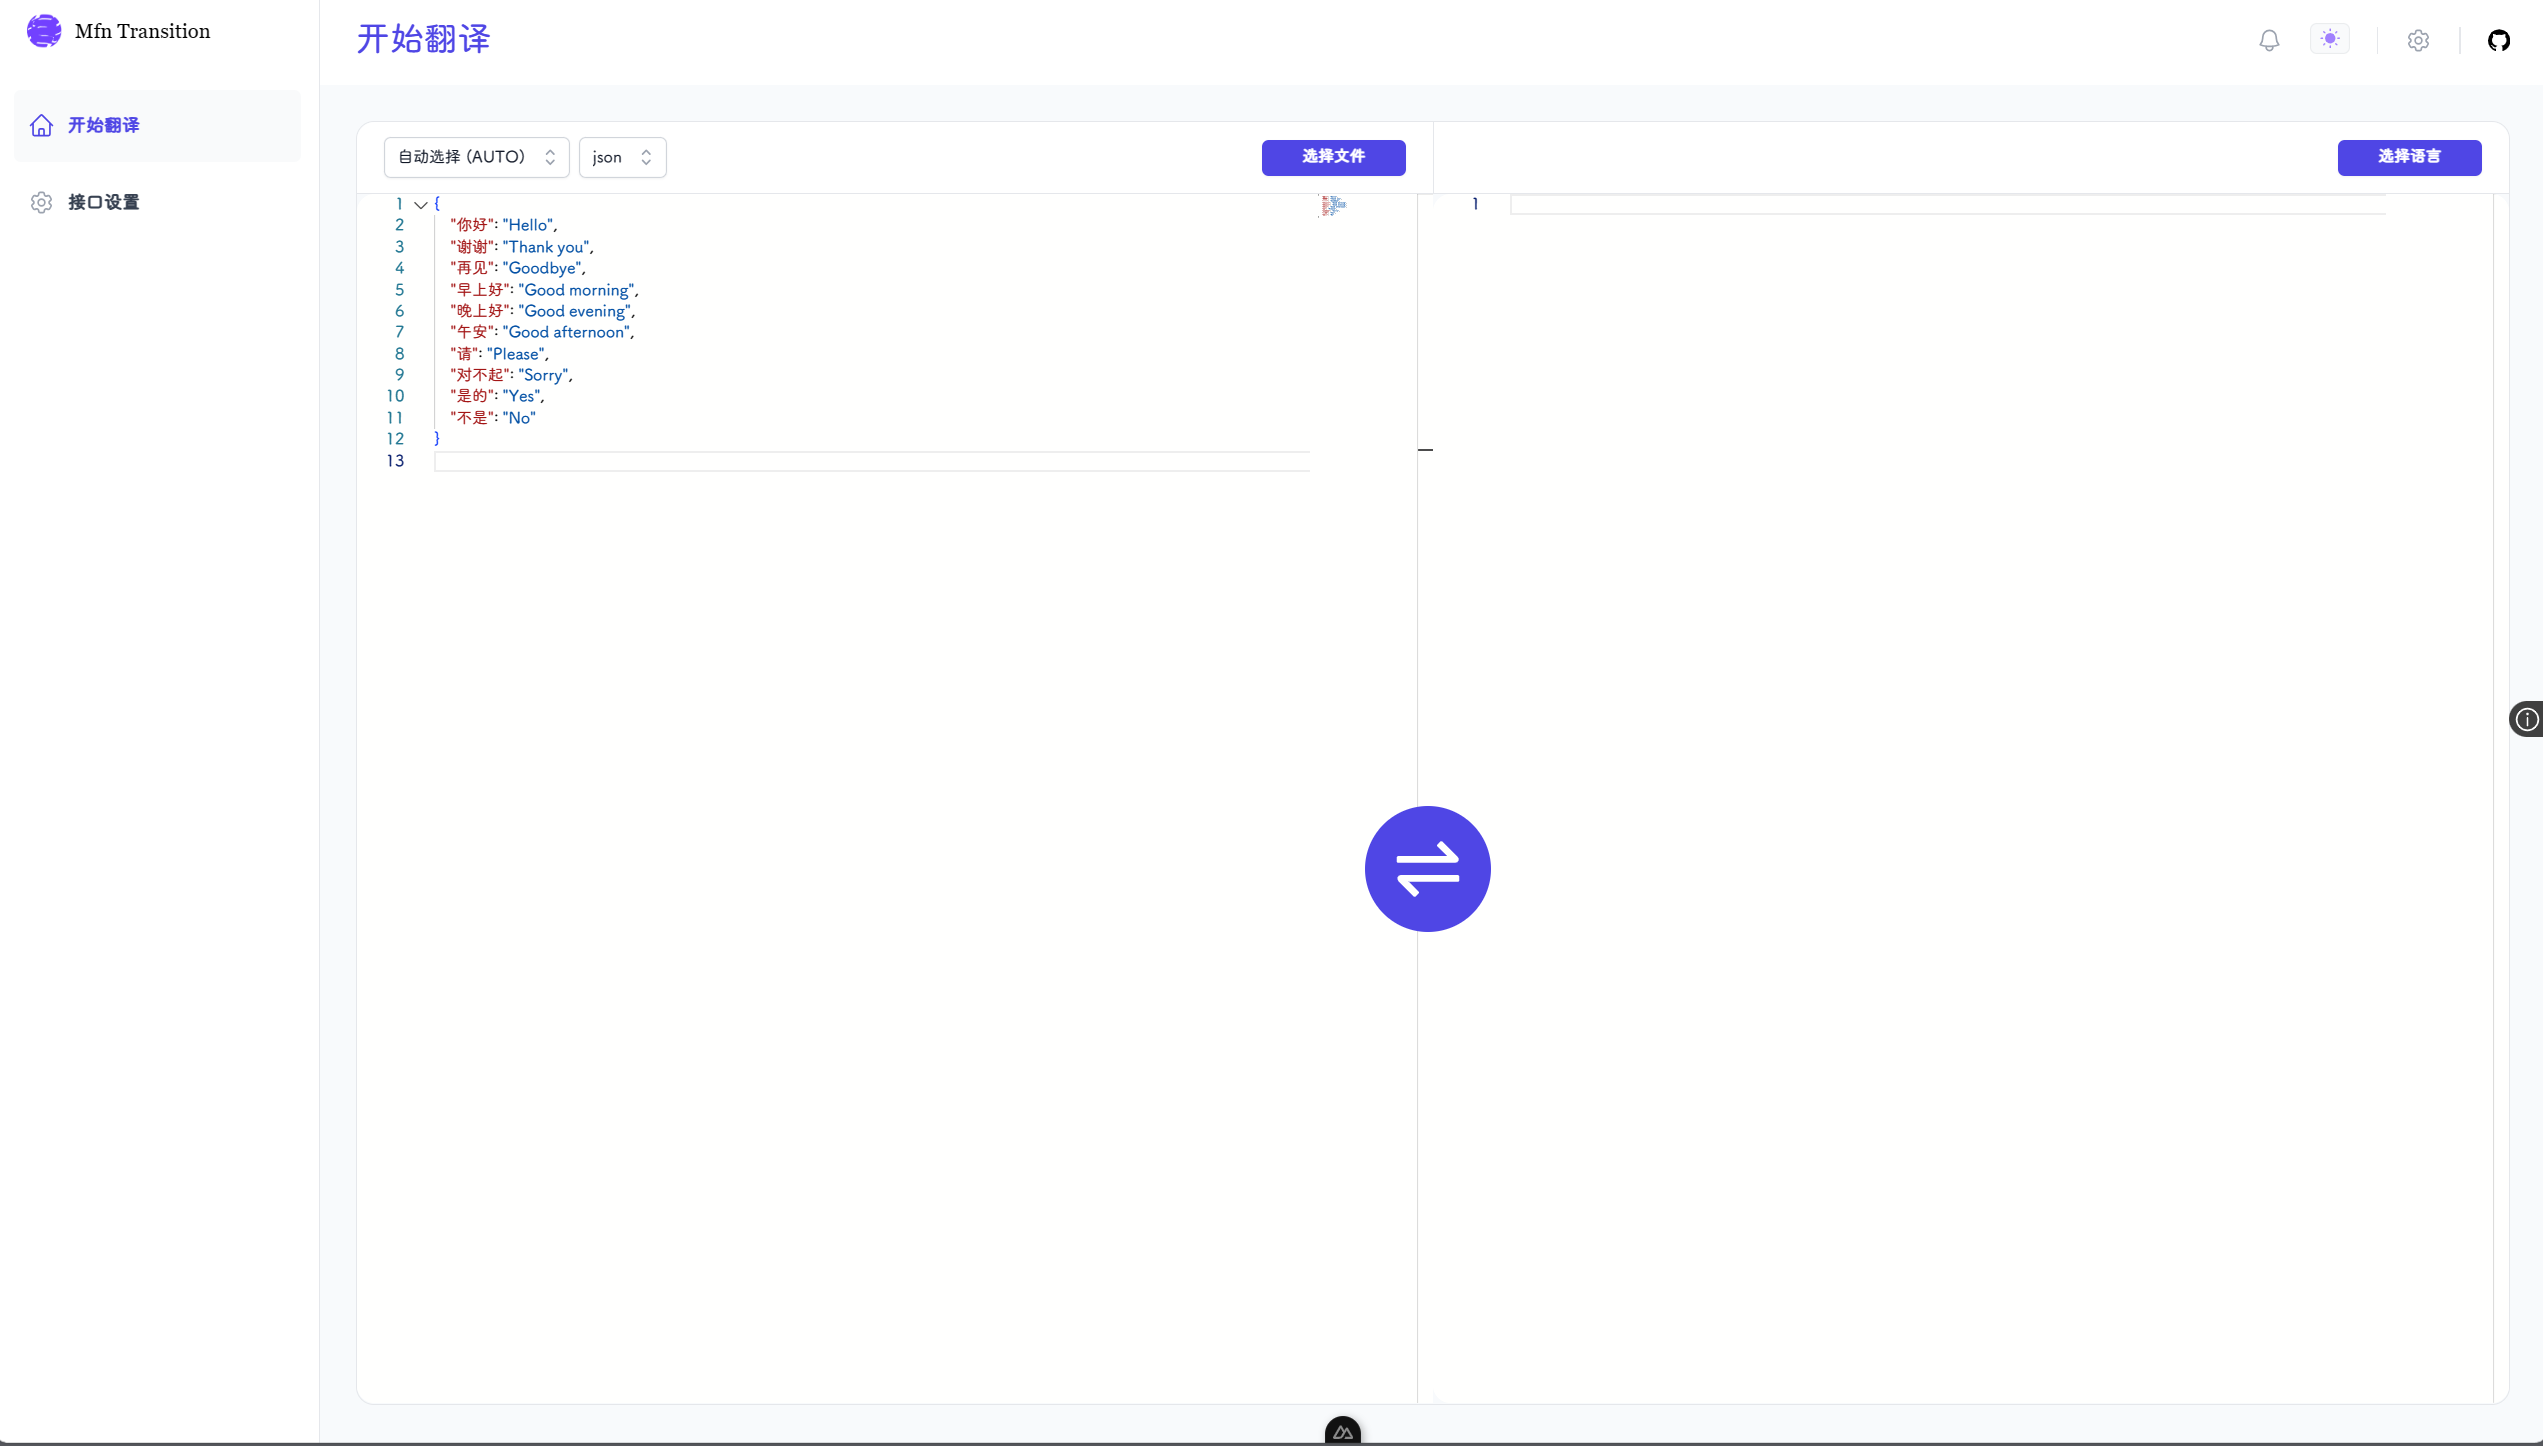 Mfn Transition
开始翻译
开始翻译
接口设置
自动选择 (AUTO)
json
选择文件
选择语言
1 {
2 "你好": "Hello",
3 "谢谢": "Thank you",
4 "再见": "Goodbye",
5 "早上好": "Good morning",
6 "晚上好": "Good evening",
7 "午安": "Good afternoon",
8 "请": "Please",
9 "对不起": "Sorry",
10 "是的": "Yes",
11 "不是": "No"
12 }
13
1